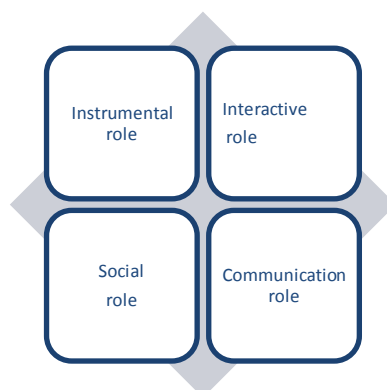 Instrumental
role
Interactive
role
Social
role
Communication
role